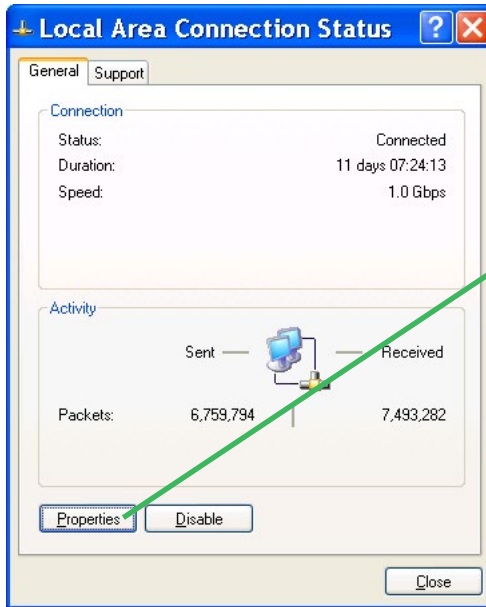 Local Area Connection Status ?
General Support
Connection
Status: Connected
Duration: 11 days 07:24:13
Speed: 1.0 Gbps
Activity
Sent Received
Packets: 6,759,794 7,493,282
Properties Disable
Close